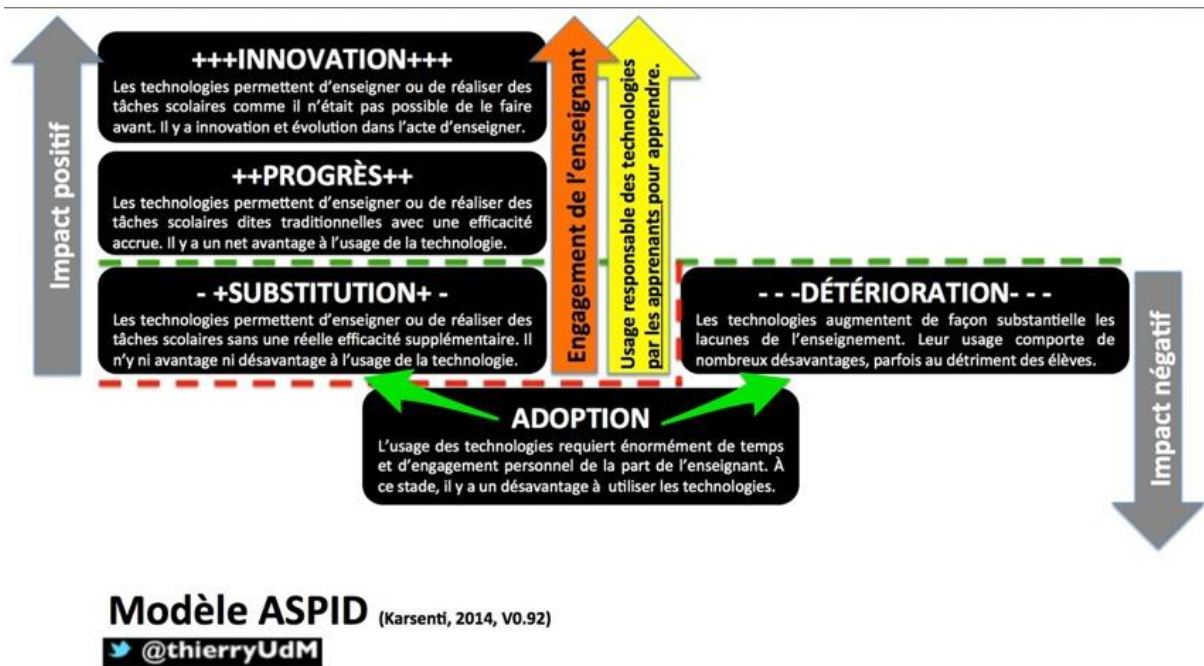 Impact positif
+++INNOVATION+++
Les technologies permettent d'enseigner ou de réaliser des
tâches scolaires comme il n'était pas possible de le faire
avant. Il y a innovation et évolution dans l'acte d'enseigner.
++PROGRÈS++
Les technologies permettent d'enseigner ou de réaliser des
tâches scolaires dites traditionnelles avec une efficacité
accrue. Il y a un net avantage à l'usage de la technologie.
- +SUBSTITUTION+ -
Les technologies permettent d'enseigner ou de réaliser des
tâches scolaires sans une réelle efficacité supplémentaire. Il
n'y ni avantage ni désavantage à l'usage de la technologie.
Engagement de l'enseignant
Usage responsable des technologies
par les apprenants pour apprendre.
- - -DÉTÉRIORATION- - -
Les technologies augmentent de façon substantielle les
lacunes de l'enseignement. Leur usage comporte de
nombreux désavantages, parfois au détriment des élèves.
Impact négatif
ADOPTION
L'usage des technologies requiert énormément de temps
et d'engagement personnel de la part de l'enseignant. À
ce stade, il y a un désavantage à utiliser les technologies.
Modèle ASPID (Karsenti, 2014, V0.92)
@thierryUdM